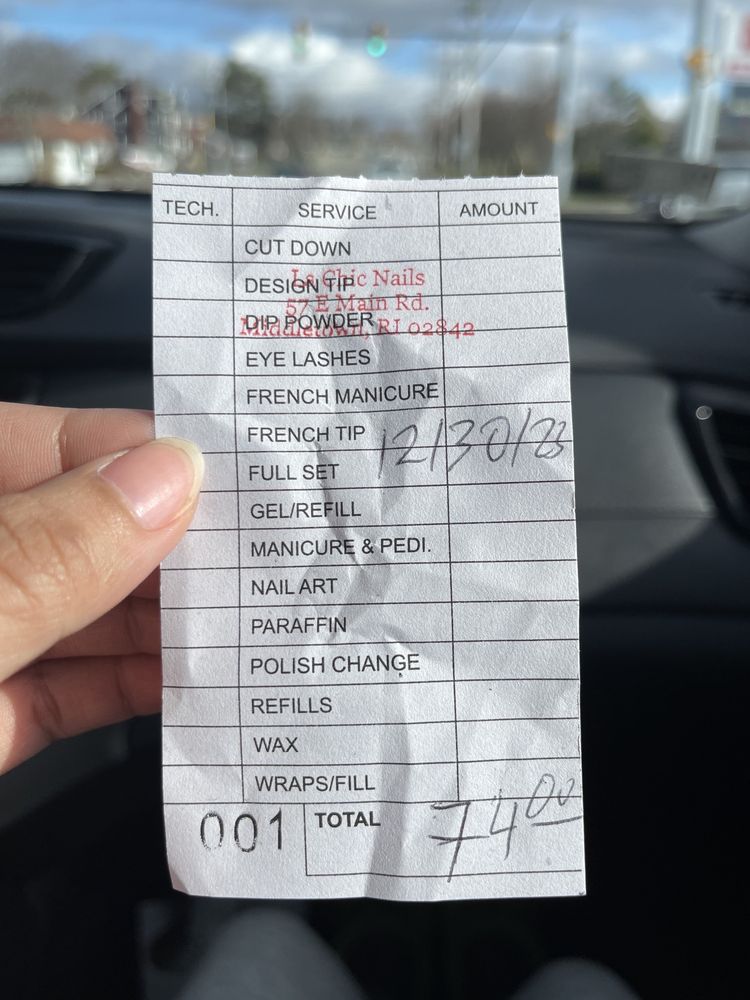 TECH. SERVICE AMOUNT
CUT DOWN
DESIGN TIP
La Chic Nails
57 E Main Rd.
DIP POWDER
Middletown, RI 02842
EYE LASHES
FRENCH MANICURE
FRENCH TIP
12/30/23
FULL SET
GEL/REFILL
MANICURE & PEDI.
NAIL ART
PARAFFIN
POLISH CHANGE
REFILLS
WAX
WRAPS/FILL
001 TOTAL 74 00